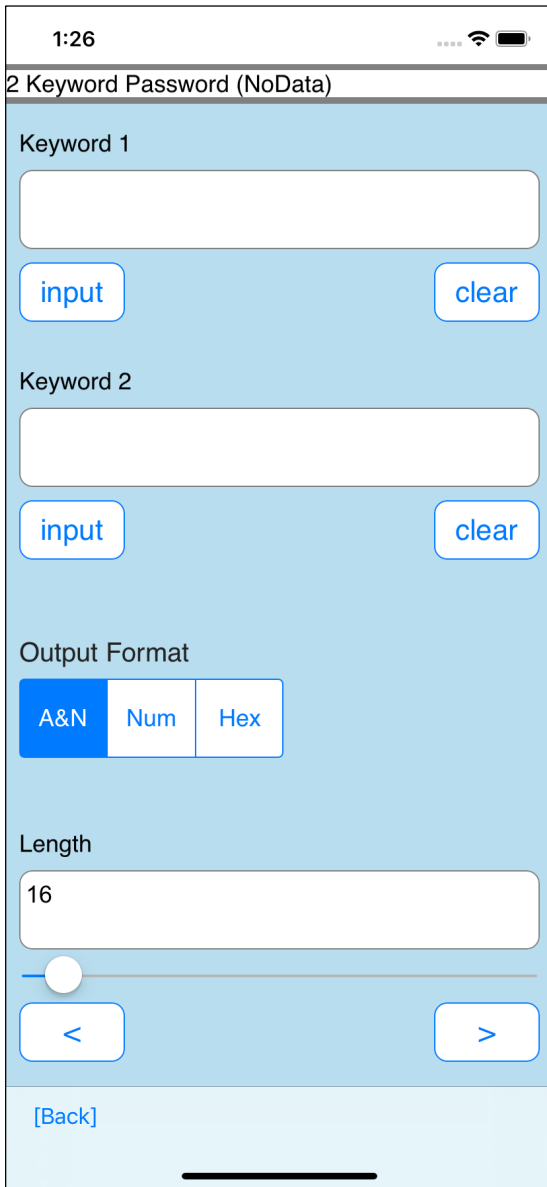 1:26
2 Keyword Password (NoData)
Keyword 1
input clear
Keyword 2
input clear
Output Format
A&N Num Hex
Length
16
< >
[Back]